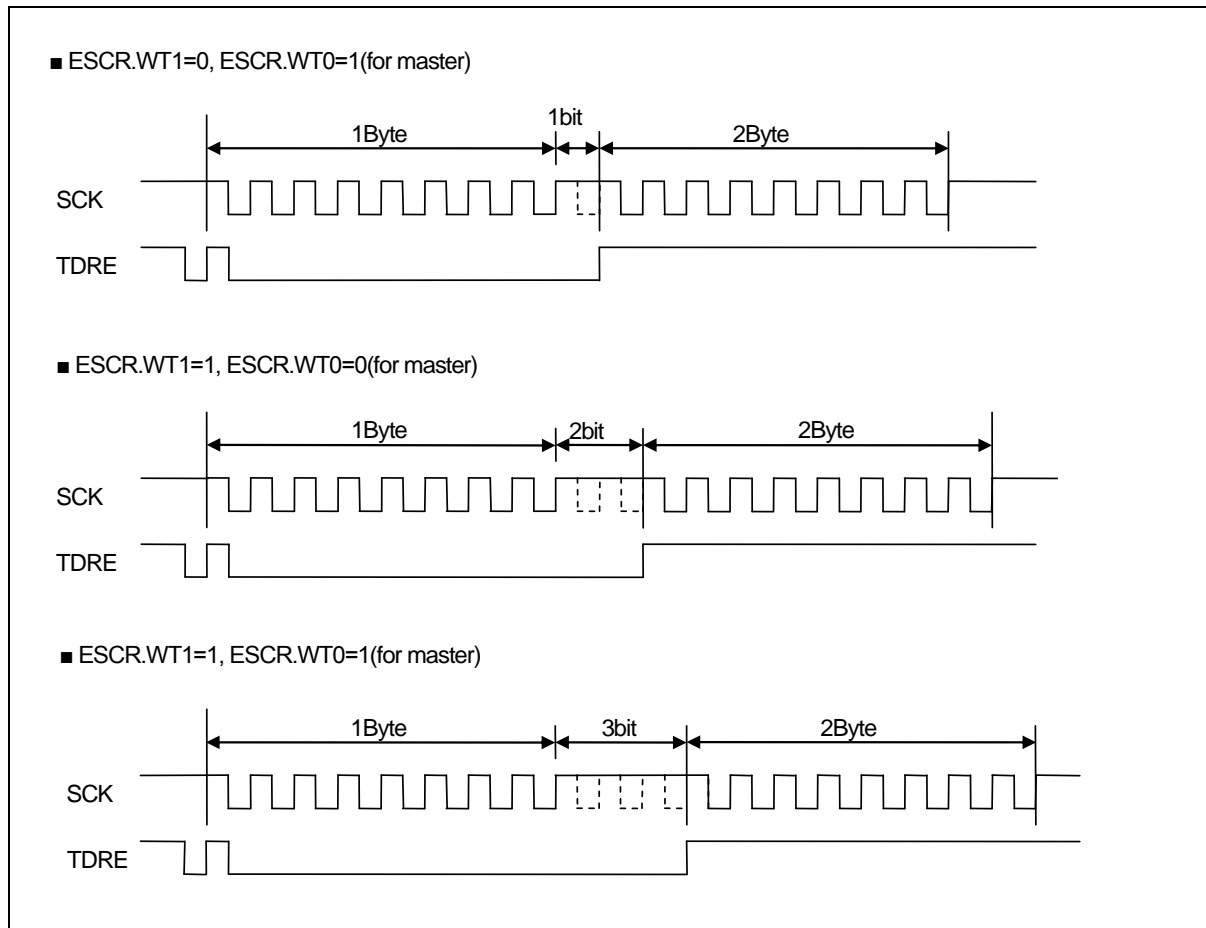 ■ ESCR.WT1=0, ESCR.WT0=1(for master)
1Byte 1bit 2Byte
SCK
TDRE
■ ESCR.WT1=1, ESCR.WT0=0(for master)
1Byte 2bit 2Byte
SCK
TDRE
■ ESCR.WT1=1, ESCR.WT0=1(for master)
1Byte 3bit 2Byte
SCK
TDRE